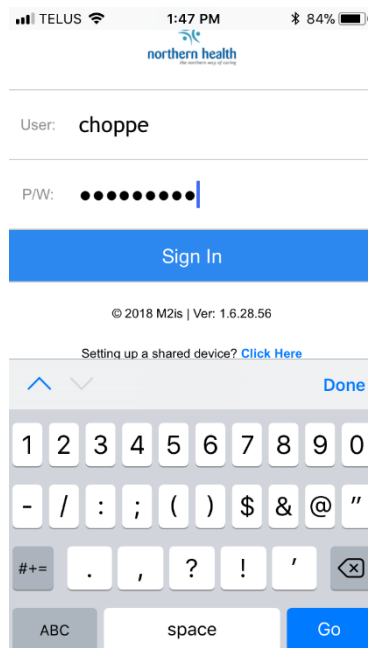 TELUS 1:47 PM 84%
northern health
the northern way of caring
User: choppe
P/W: ●●●●●●●●●
Sign In
© 2018 M2is | Ver: 1.6.28.56
Setting up a shared device? Click Here
Done
1 2 3 4 5 6 7 8 9 0
- / : ; ( ) $ & @ "
#+= . , ? ! '
ABC space Go